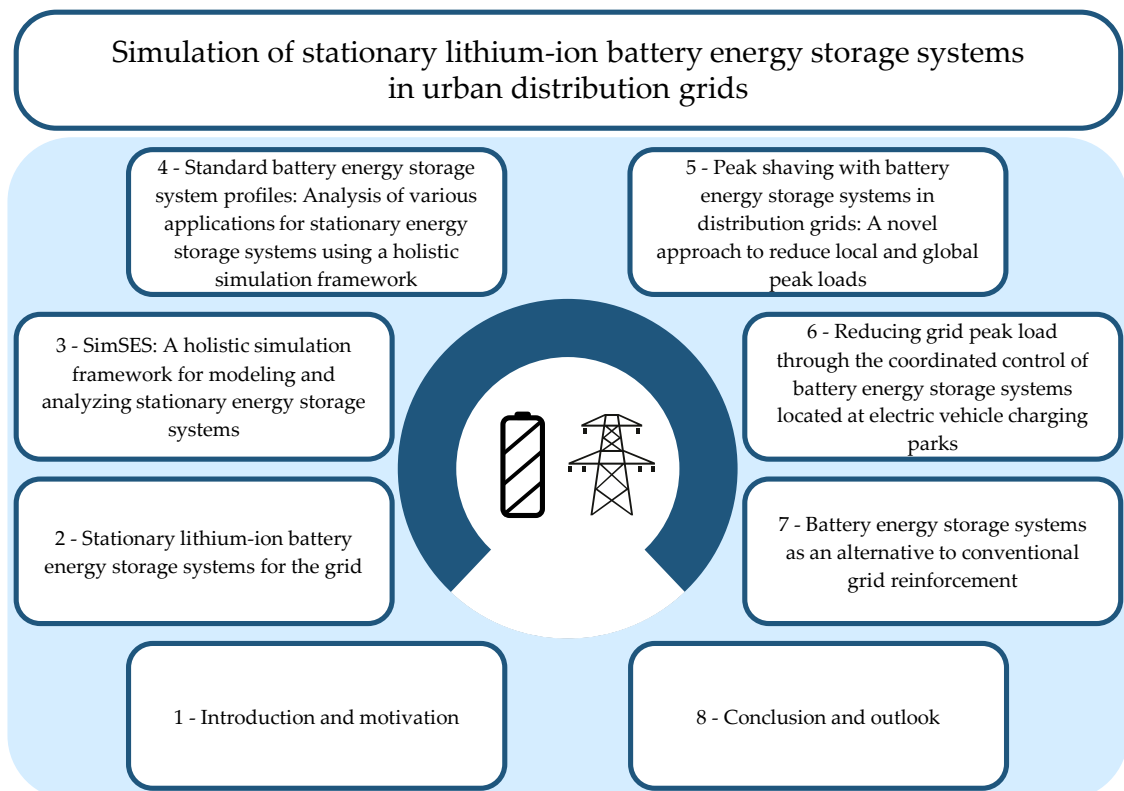 Simulation of stationary lithium-ion battery energy storage systems
in urban distribution grids
4 - Standard battery energy storage
system profiles: Analysis of various
applications for stationary energy
storage systems using a holistic
simulation framework
5 - Peak shaving with battery
energy storage systems in
distribution grids: A novel
approach to reduce local and global
peak loads
3 - SimSES: A holistic simulation
framework for modeling and
analyzing stationary energy storage
systems
6 - Reducing grid peak load
through the coordinated control of
battery energy storage systems
located at electric vehicle charging
parks
2 - Stationary lithium-ion battery
energy storage systems for the grid
7 - Battery energy storage systems
as an alternative to conventional
grid reinforcement
1 - Introduction and motivation
8 - Conclusion and outlook